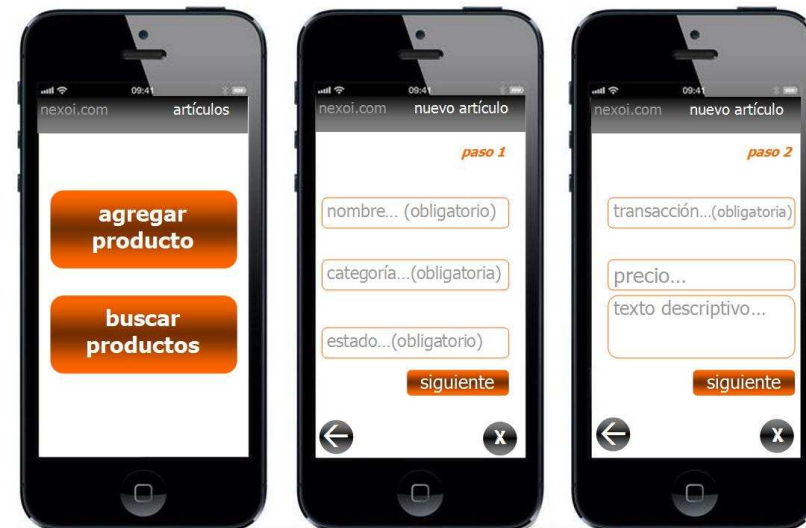 09:41
nexoi.com artículos
agregar
producto
buscar
productos
09:41
nexoi.com nuevo artículo
paso 1
nombre... (obligatorio)
categoría...(obligatoria)
estado...(obligatorio)
siguiente
X
09:41
nexoi.com nuevo artículo
paso 2
transacción...(obligatoria)
precio...
texto descriptivo...
siguiente
X